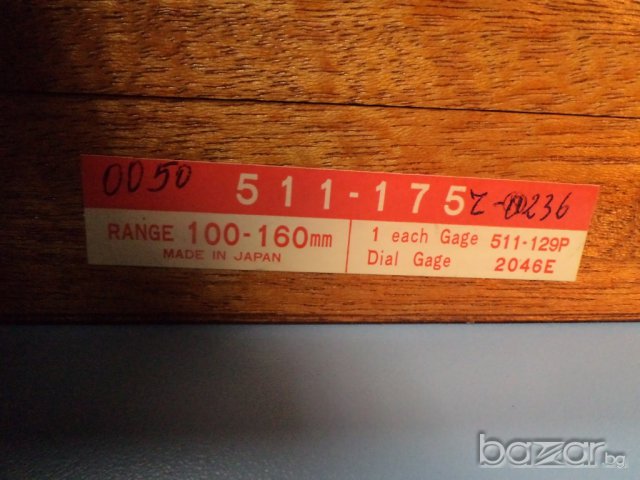 0050 511-175 Z-00236
RANGE 100-160mm
MADE IN JAPAN
1 each Gage 511-129P
Dial Gage 2046E
bazar.bg